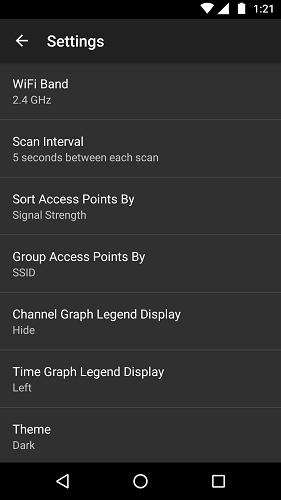 1:21
Settings
WiFi Band
2.4 GHz
Scan Interval
5 seconds between each scan
Sort Access Points By
Signal Strength
Group Access Points By
SSID
Channel Graph Legend Display
Hide
Time Graph Legend Display
Left
Theme
Dark